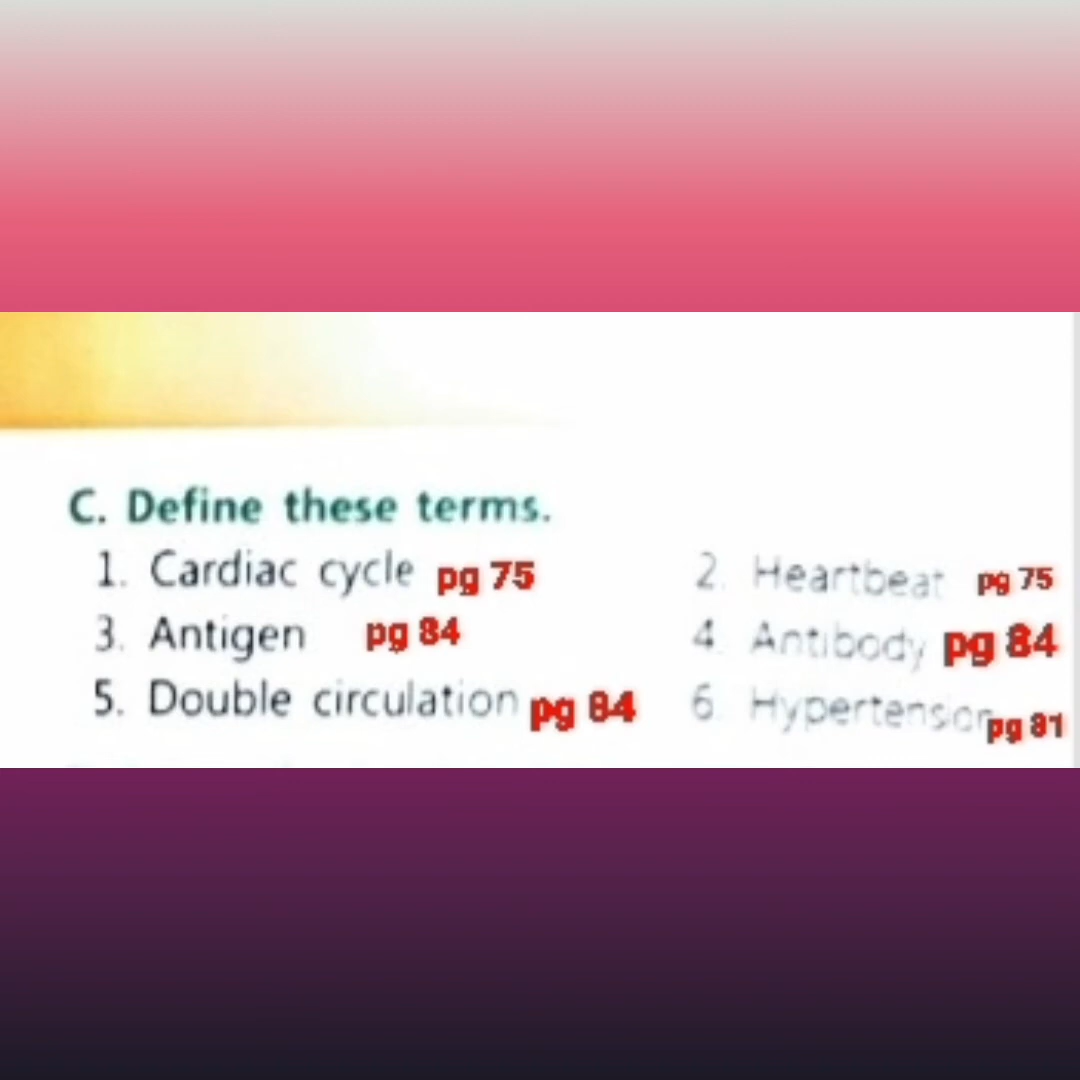 C. Define these terms.
1. Cardiac cycle pg 75 2. Heartbeat pg 75
3. Antigen pg 84 4. Antibody pg 84
5. Double circulation pg 84 6. Hypertension pg 81